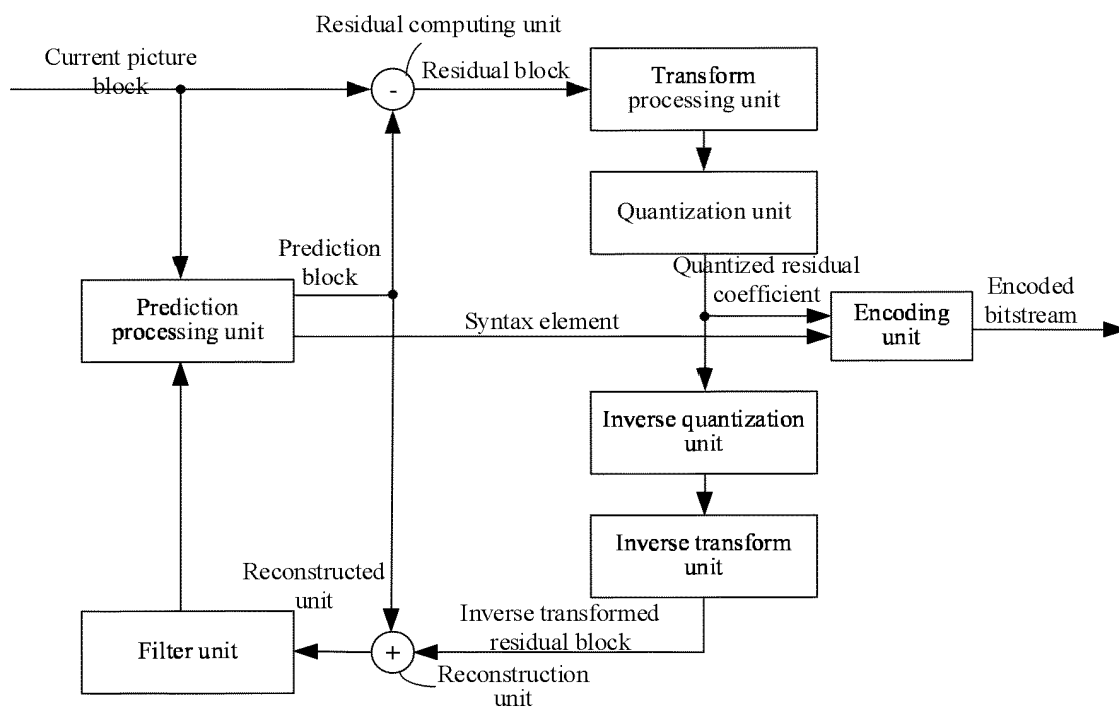 Residual computing unit
Current picture
block
Residual block
-
Transform
processing unit
Quantization unit
Prediction
block
Quantized residual
coefficient
Prediction
processing unit
Syntax element
Encoding
unit
Encoded
bitstream
Inverse quantization
unit
Inverse transform
unit
Reconstructed
unit
Inverse transformed
residual block
Filter unit
+
Reconstruction
unit